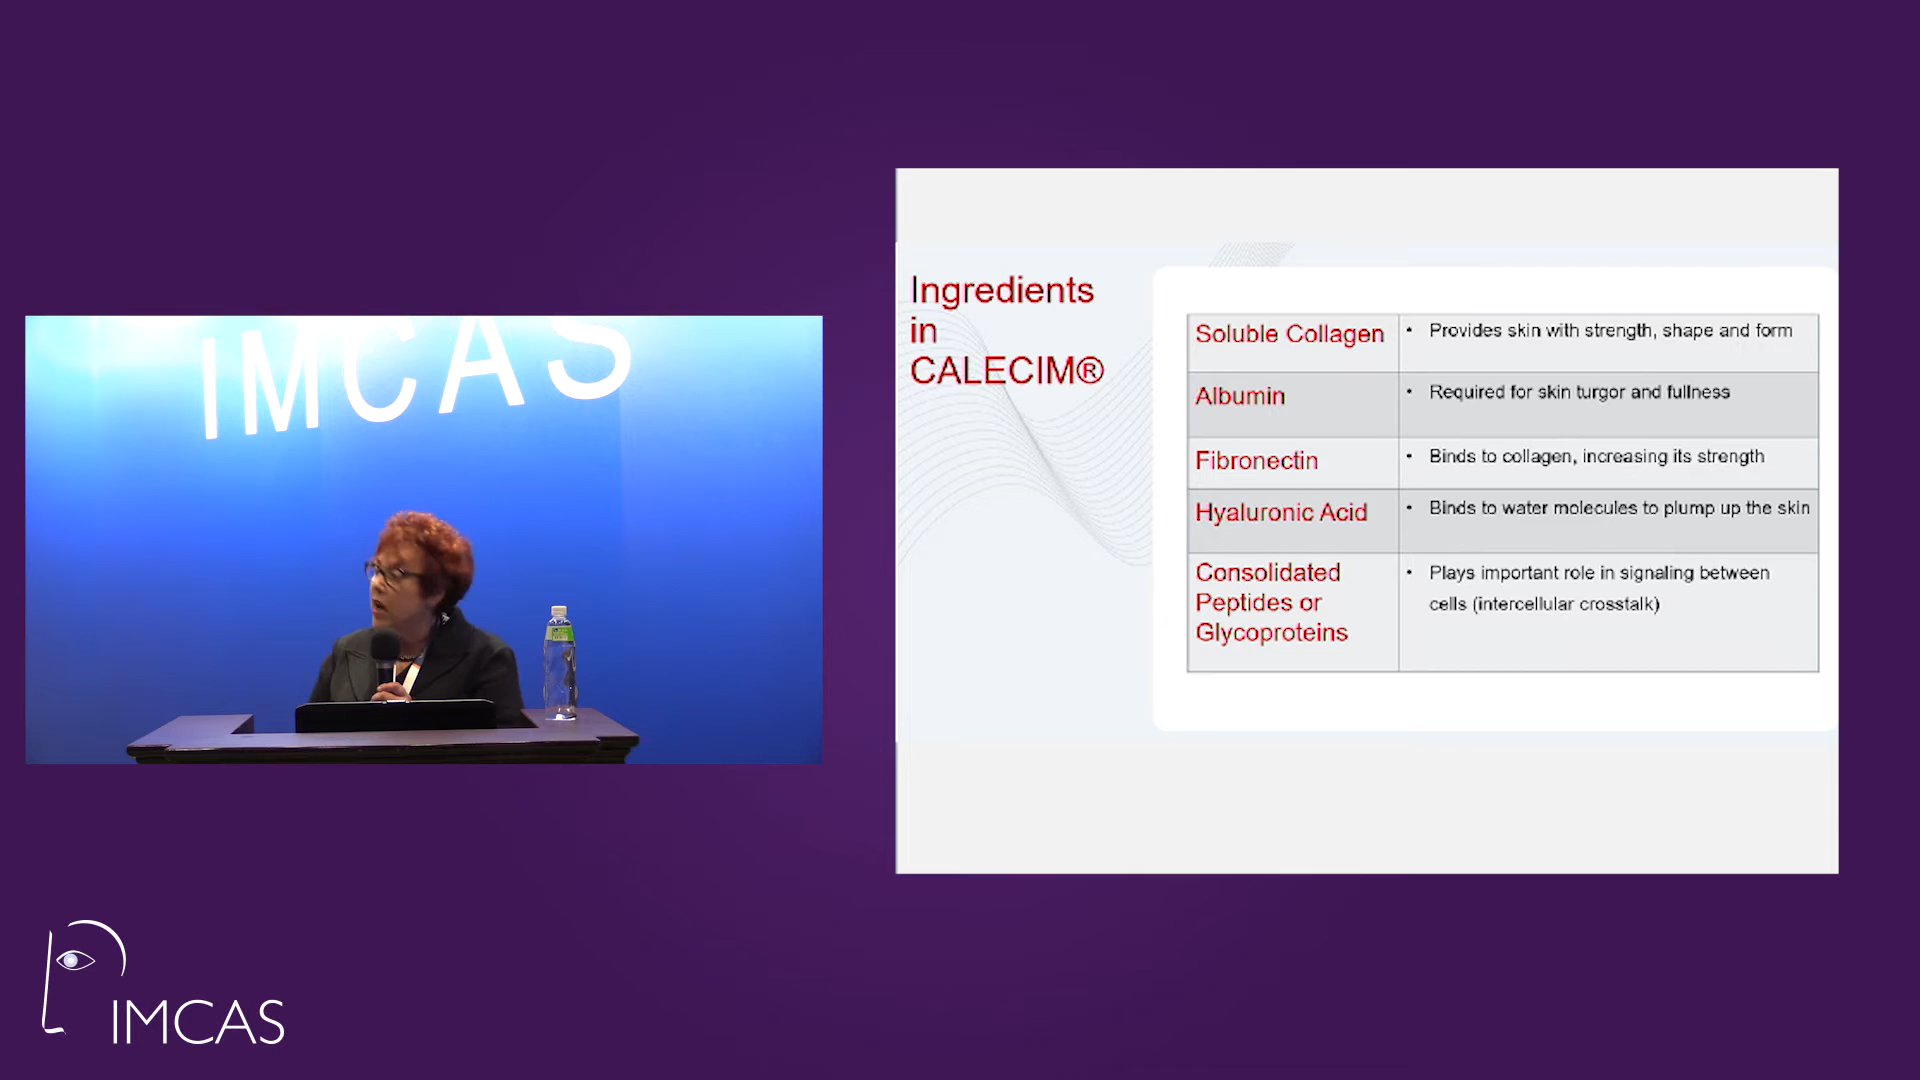 IMCAS
Ingredients
in
CALECIM®
Soluble Collagen
• Provides skin with strength, shape and form
Albumin
• Required for skin turgor and fullness
Fibronectin
• Binds to collagen, increasing its strength
Hyaluronic Acid
• Binds to water molecules to plump up the skin
Consolidated
Peptides or
Glycoproteins
• Plays important role in signaling between
cells (intercellular crosstalk)
IMCAS